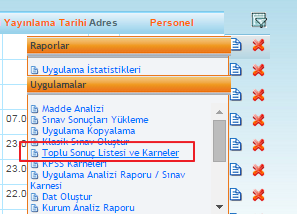 Yayınlama Tarihi Adres Personel
Raporlar
Uygulama İstatistikleri
Uygulamalar
Madde Analizi
Sınav Sonuçları Yükleme
07.0
Uygulama Kopyalama
Klasik Sınav Oluştur
23.0
Toplu Sonuç Listesi ve Karneler
KPSS Karneleri
23.0
Uygulama Analizi Raporu / Sınav
Karnesi
22.0
Dat Oluştur
Kurum Analiz Raporu